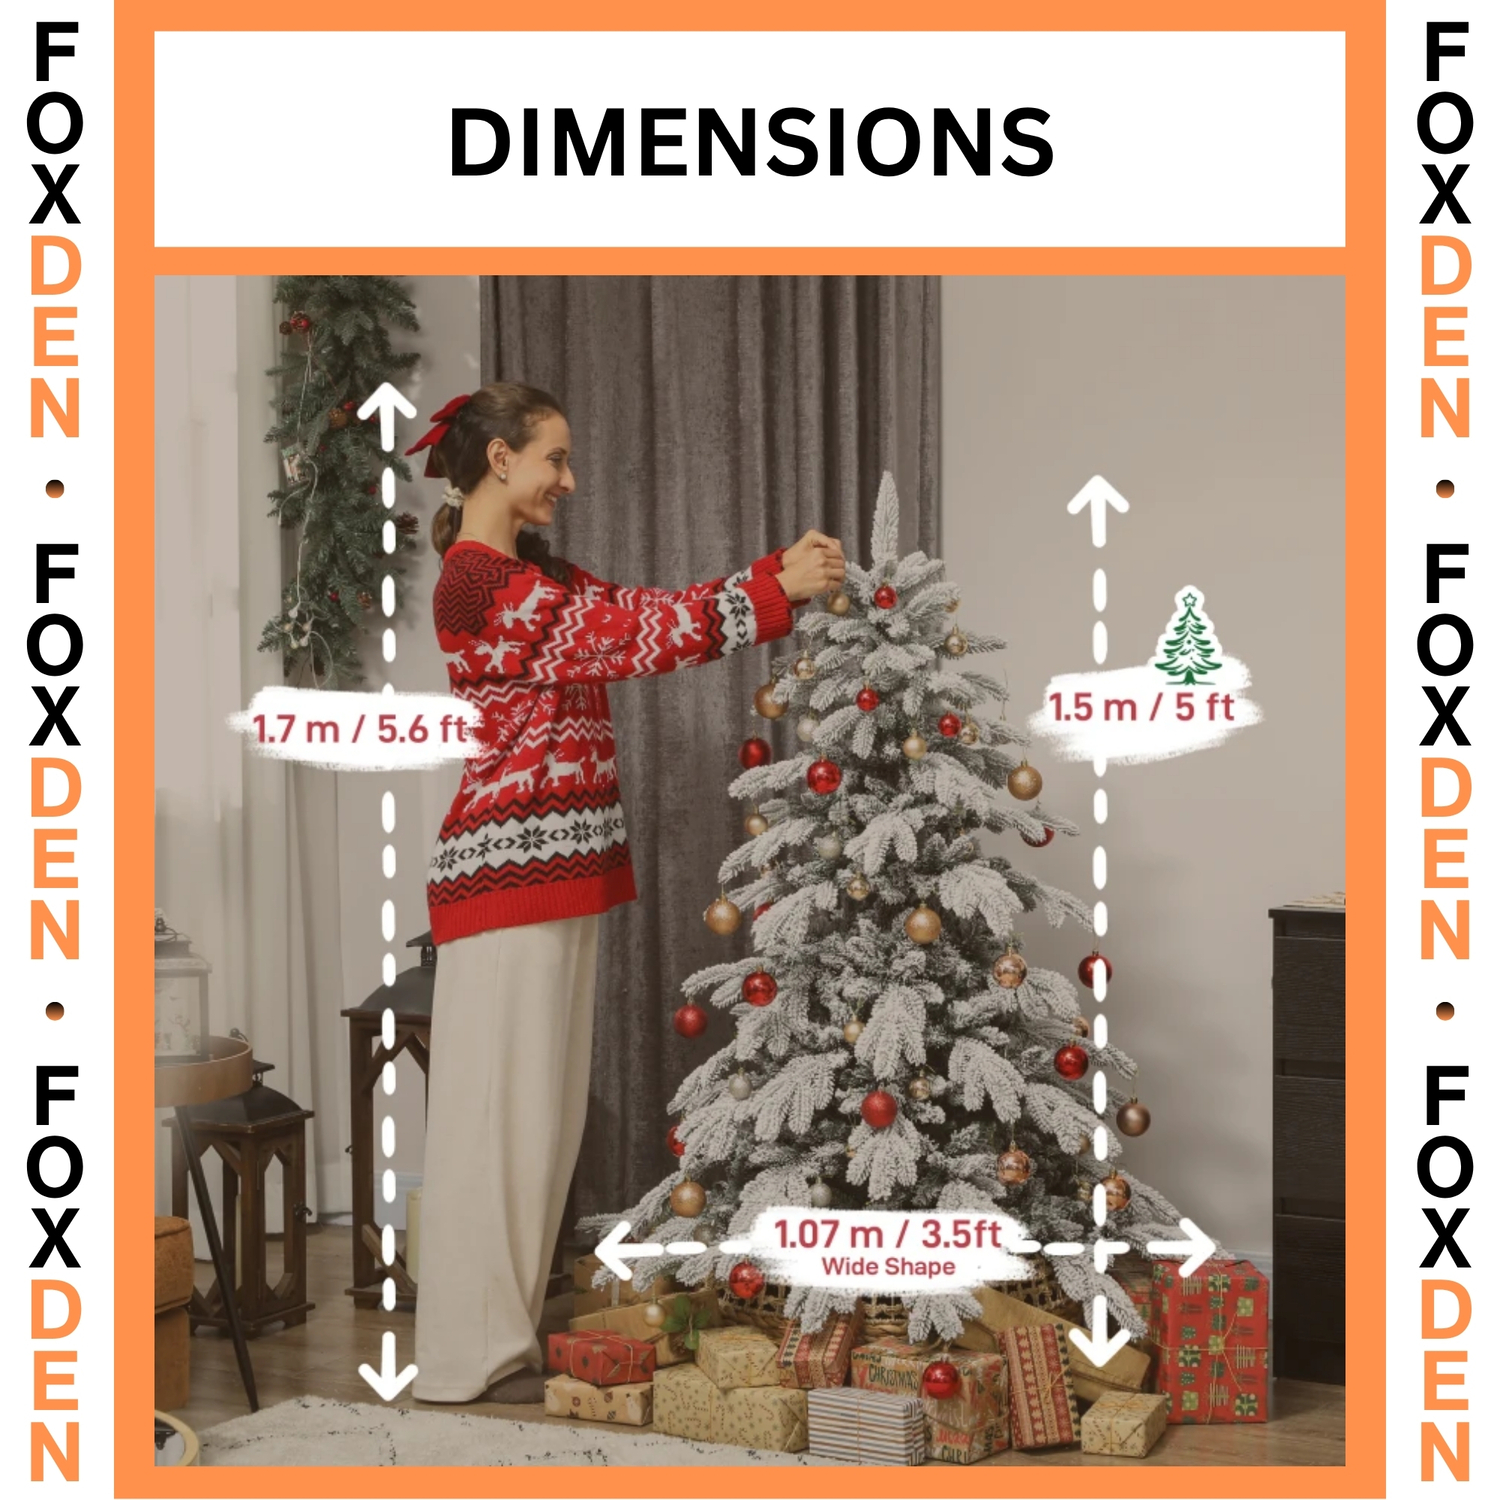 DIMENSIONS
FOXDEN • FOXDEN • FOXDEN
FOXDEN • FOXDEN • FOXDEN
1.7 m / 5.6 ft
1.5 m / 5 ft
1.07 m / 3.5ft
Wide Shape
CHRISTMAS